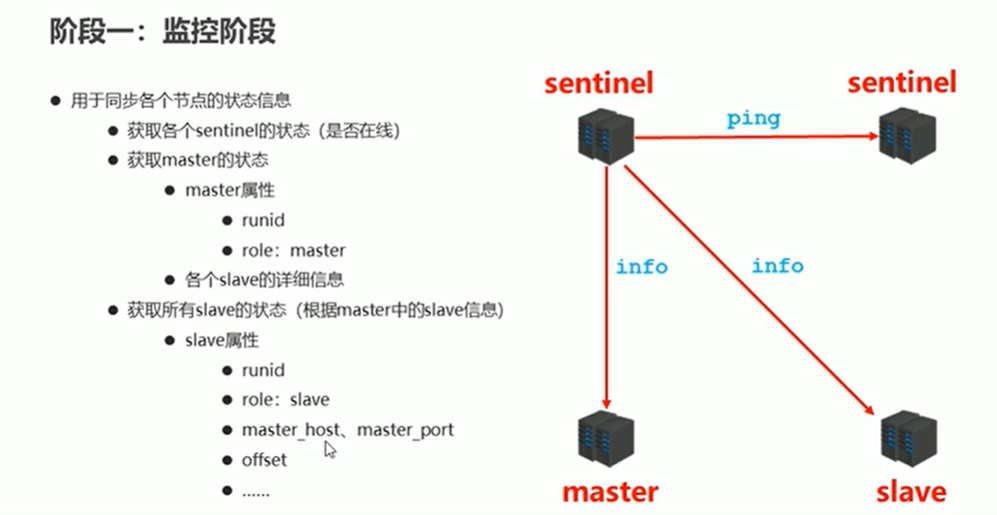 阶段一：监控阶段
用于同步各个节点的状态信息
获取各个sentinel的状态（是否在线）
获取master的状态
master属性
runid
role：master
各个slave的详细信息
获取所有slave的状态（根据master中的slave信息）
slave属性
runid
role：slave
master_host、master_port
offset
......
sentinel
sentinel
ping
info
info
master
slave